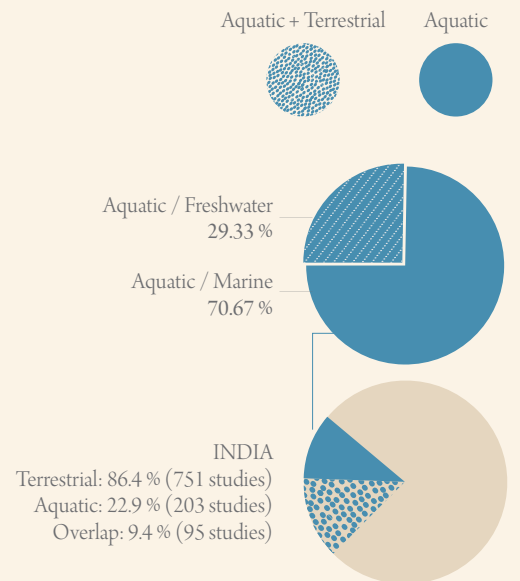 Aquatic + Terrestrial
Aquatic
Aquatic / Freshwater
29.33 %
Aquatic / Marine
70.67 %
INDIA
Terrestrial: 86.4 % (751 studies)
Aquatic: 22.9 % (203 studies)
Overlap: 9.4 % (95 studies)